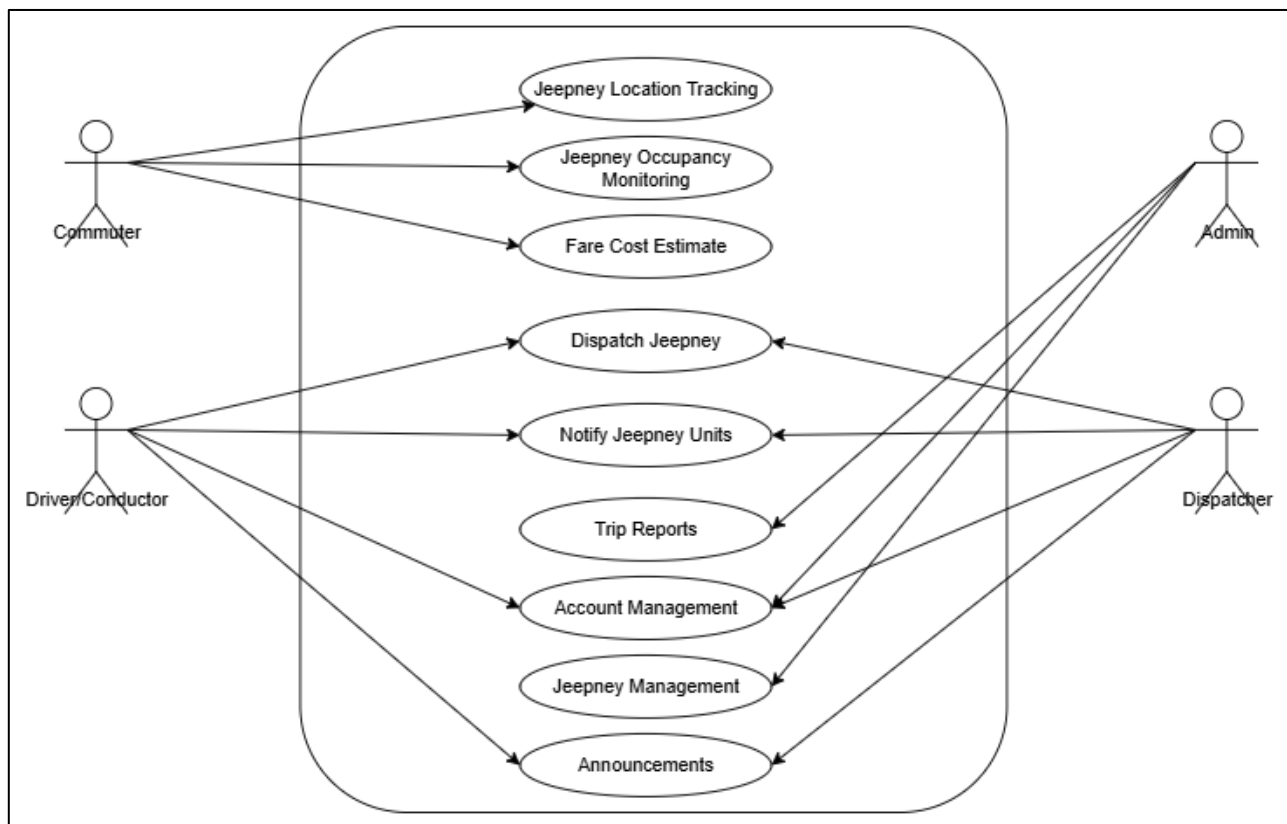 Jeepney Location Tracking
Jeepney Occupancy
Monitoring
Commuter
Admin
Fare Cost Estimate
Dispatch Jeepney
Notify Jeepney Units
Driver/Conductor
Dispatcher
Trip Reports
Account Management
Jeepney Management
Announcements